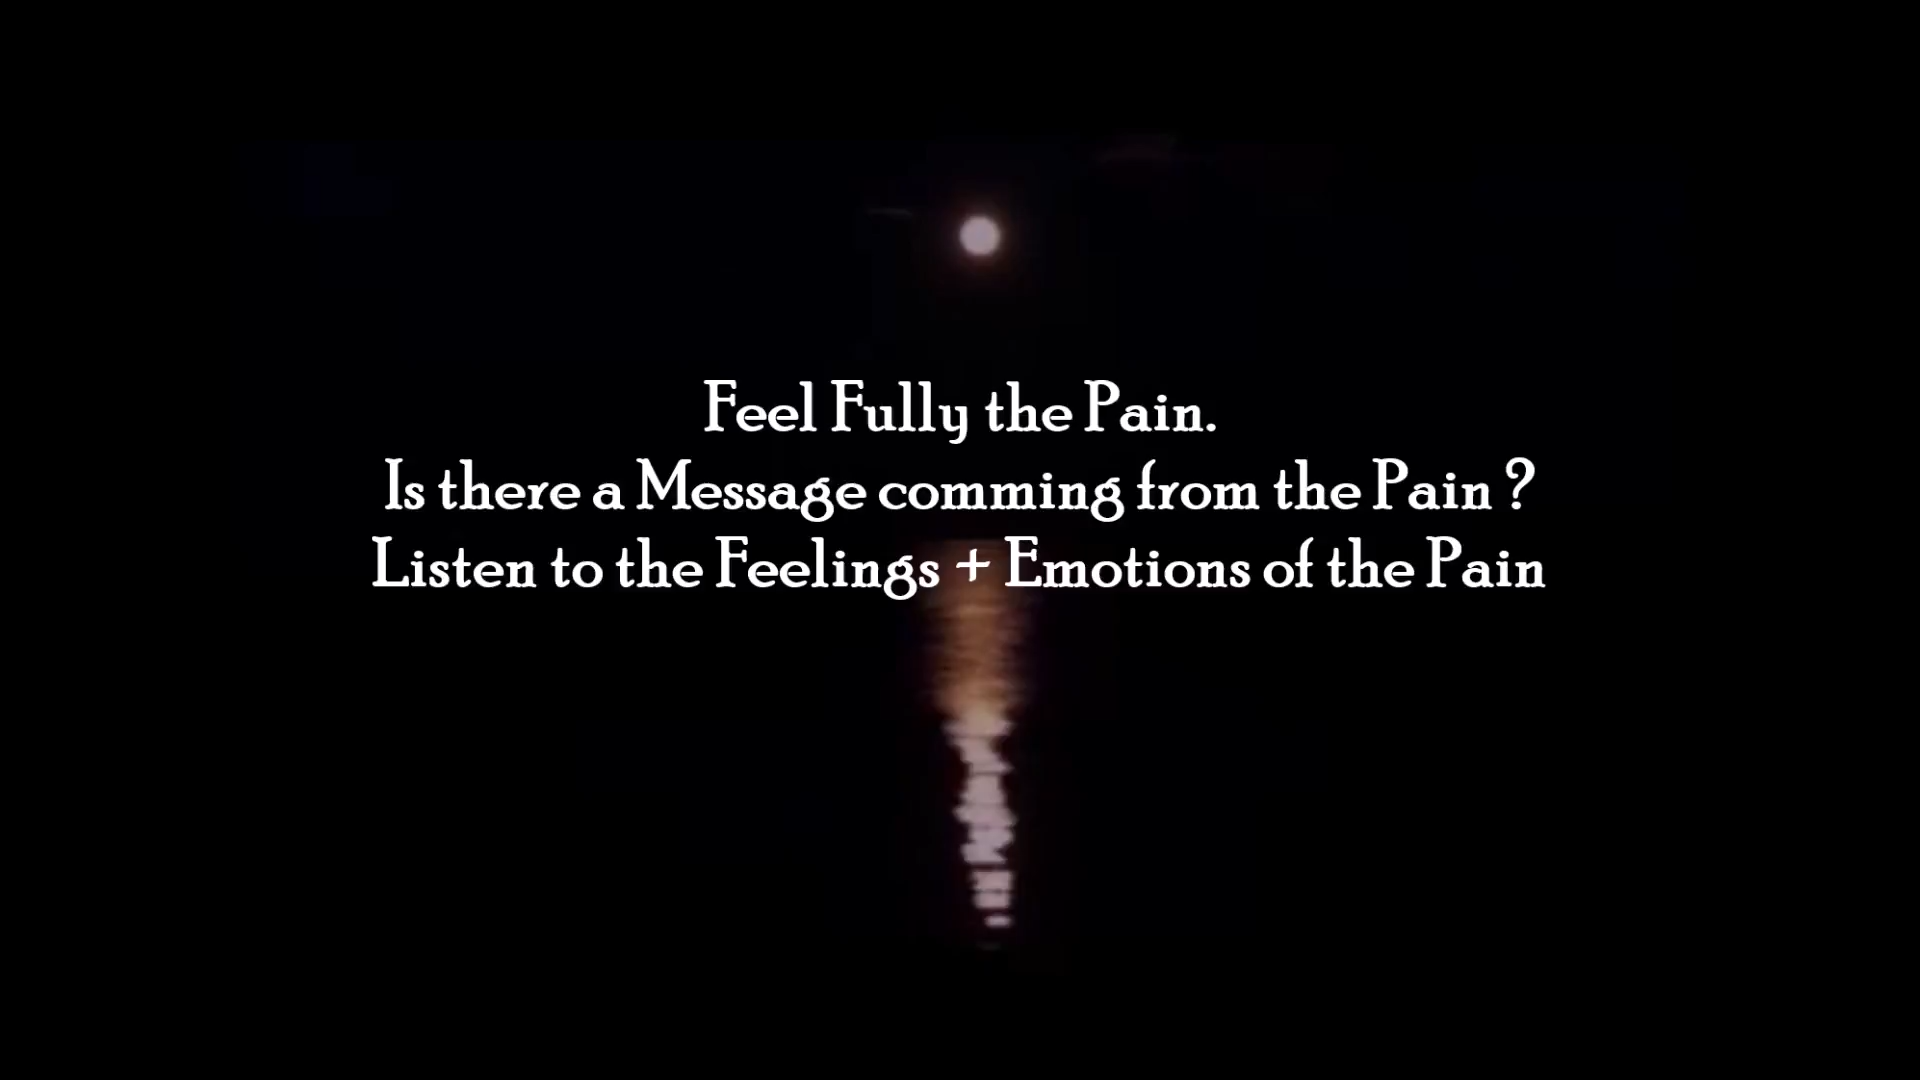 Feel Fully the Pain.
Is there a Message comming from the Pain ?
Listen to the Feelings + Emotions of the Pain